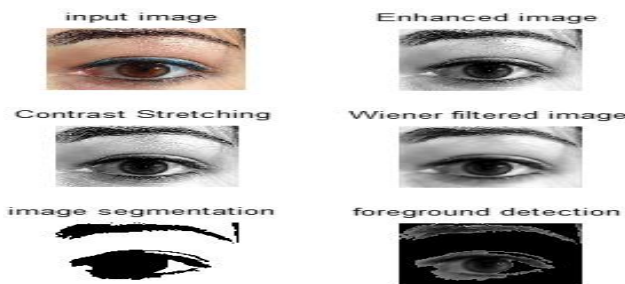 input image
Enhanced image
Contrast Stretching
Wiener filtered image
image segmentation
foreground detection